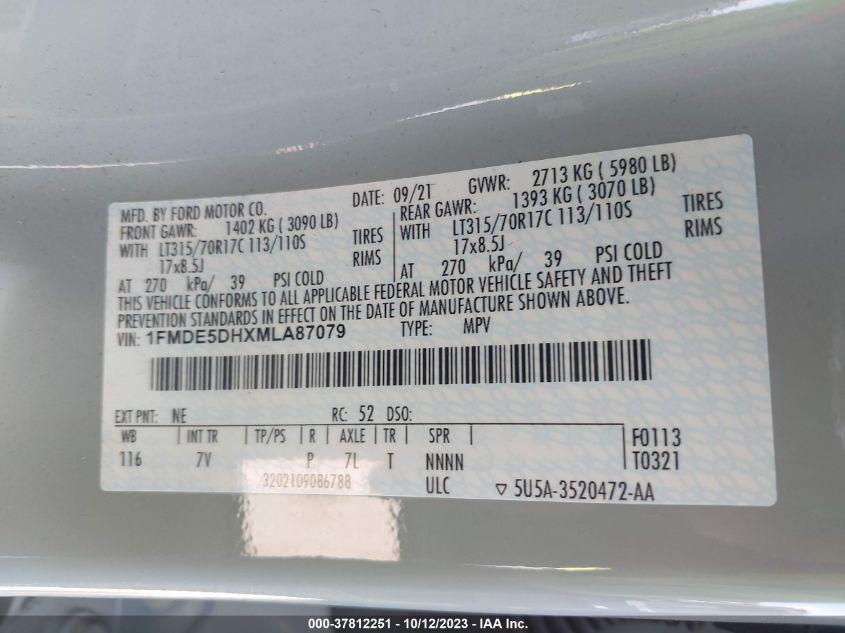 MFD. BY FORD MOTOR CO. DATE: 09/21 GVWR: 2713 KG ( 5980 LB)
FRONT GAWR: 1402 KG ( 3090 LB) REAR GAWR: 1393 KG ( 3070 LB)
WITH LT315/70R17C 113/110S TIRES WITH LT315/70R17C 113/110S TIRES
17x8.5J RIMS 17x8.5J RIMS
AT 270 kPa/ 39 PSI COLD AT 270 kPa/ 39 PSI COLD
THIS VEHICLE CONFORMS TO ALL APPLICABLE FEDERAL MOTOR VEHICLE SAFETY AND THEFT
PREVENTION STANDARDS IN EFFECT ON THE DATE OF MANUFACTURE SHOWN ABOVE.
VIN: 1FMDE5DHXMLA87079 TYPE: MPV
EXT PNT: NE RC: 52 DSO:
WB INT TR TP/PS R AXLE TR SPR F0113
116 7V P 7L T NNNN T0321
3202109086788 ULC ▽ 5U5A-3520472-AA
000-37812251 - 10/12/2023 - IAA Inc.